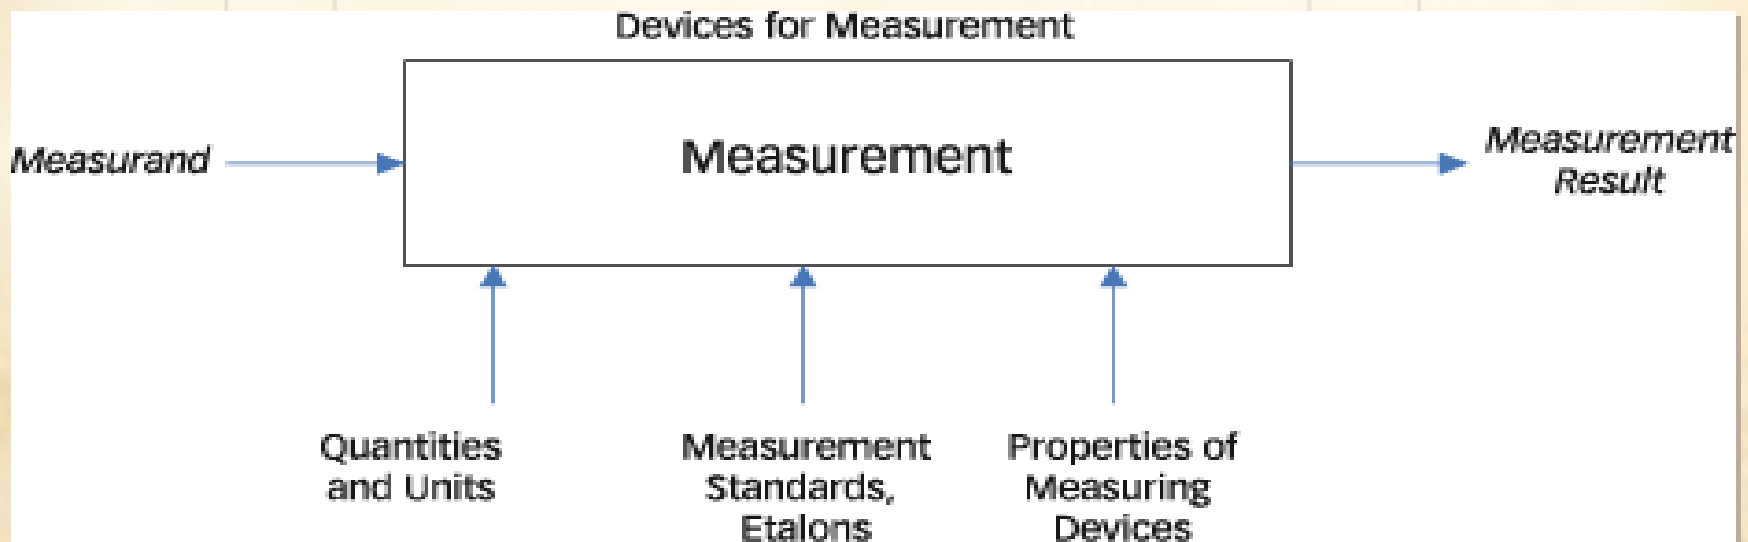 Devices for Measurement
Measurand
Measurement
Measurement
Result
Quantities
and Units
Measurement
Standards,
Etalons
Properties of
Measuring
Devices